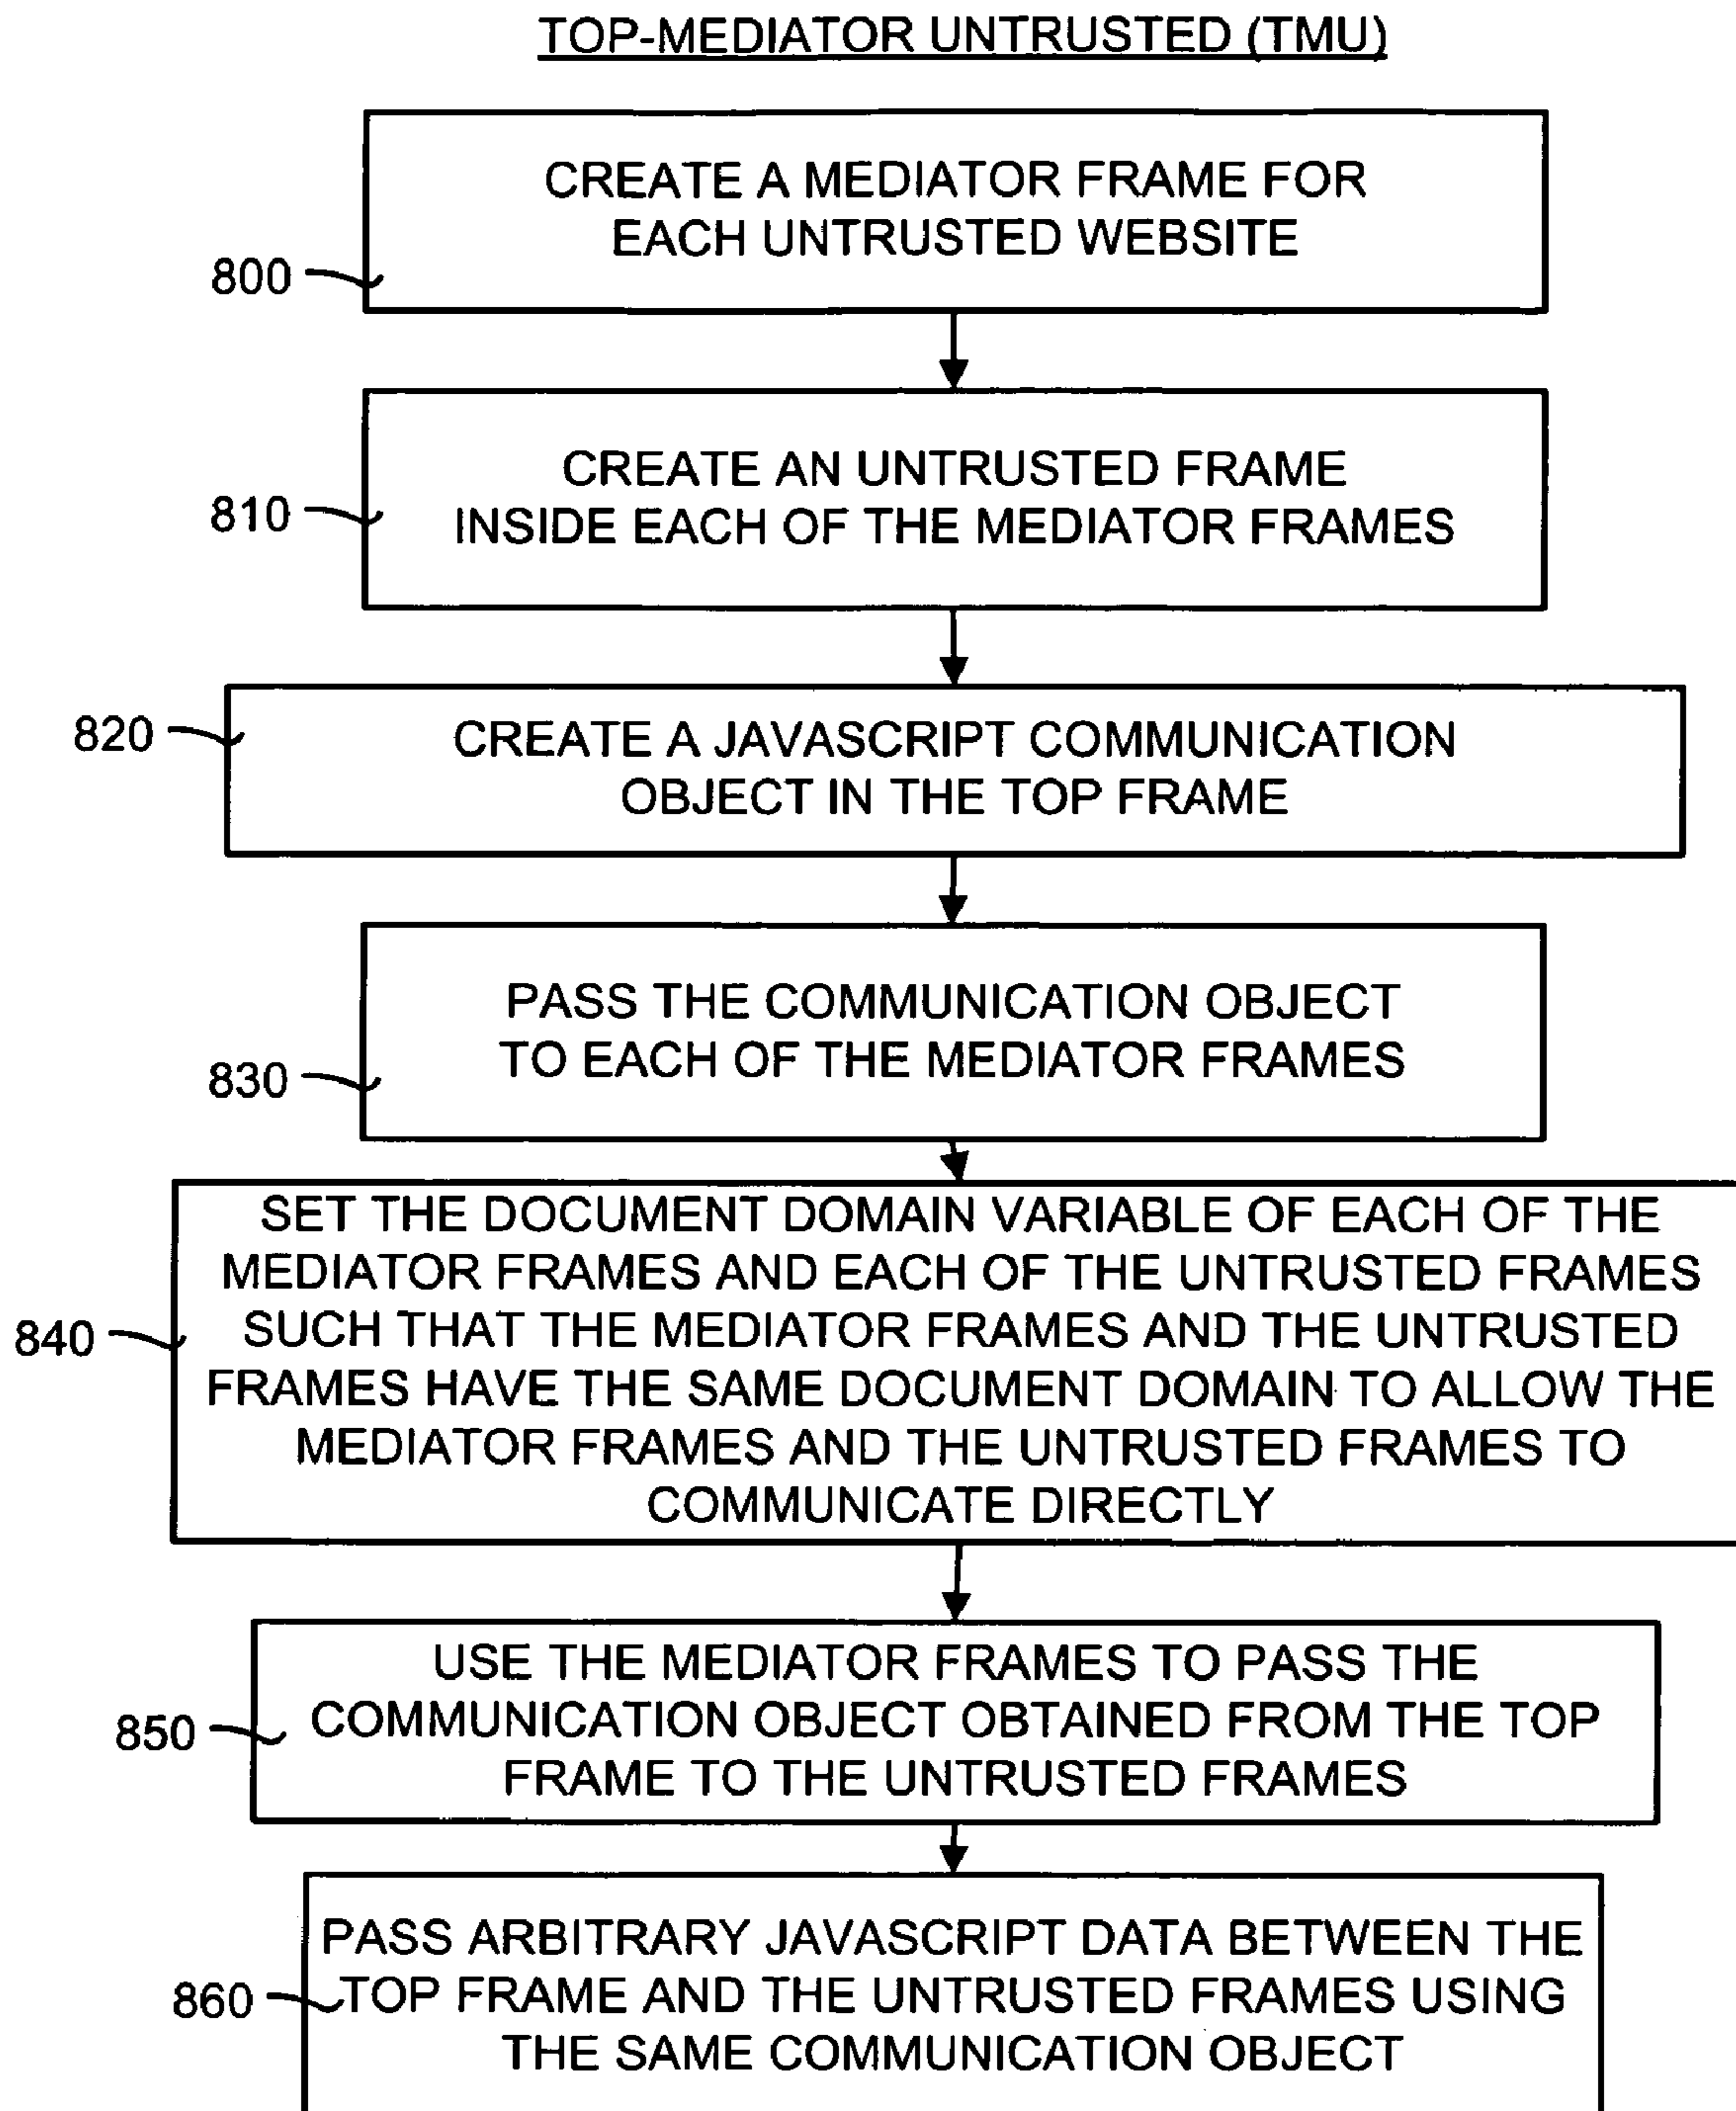 TOP-MEDIATOR UNTRUSTED (TMU)
CREATE A MEDIATOR FRAME FOR
EACH UNTRUSTED WEBSITE
800
CREATE AN UNTRUSTED FRAME
INSIDE EACH OF THE MEDIATOR FRAMES
810
820
CREATE A JAVASCRIPT COMMUNICATION
OBJECT IN THE TOP FRAME
PASS THE COMMUNICATION OBJECT
TO EACH OF THE MEDIATOR FRAMES
830
SET THE DOCUMENT DOMAIN VARIABLE OF EACH OF THE
MEDIATOR FRAMES AND EACH OF THE UNTRUSTED FRAMES
SUCH THAT THE MEDIATOR FRAMES AND THE UNTRUSTED
840
FRAMES HAVE THE SAME DOCUMENT DOMAIN TO ALLOW THE
MEDIATOR FRAMES AND THE UNTRUSTED FRAMES TO
COMMUNICATE DIRECTLY
USE THE MEDIATOR FRAMES TO PASS THE
COMMUNICATION OBJECT OBTAINED FROM THE TOP
850
FRAME TO THE UNTRUSTED FRAMES
PASS ARBITRARY JAVASCRIPT DATA BETWEEN THE
TOP FRAME AND THE UNTRUSTED FRAMES USING
860
THE SAME COMMUNICATION OBJECT